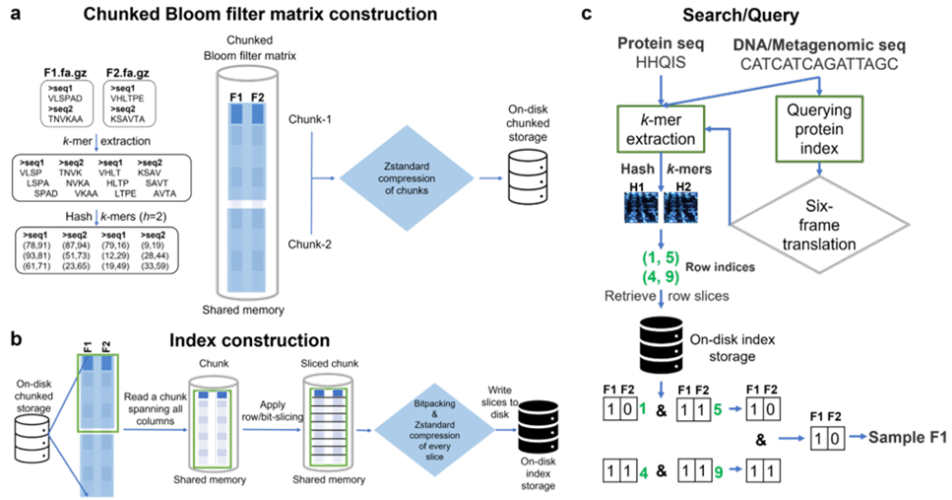 a
Chunked Bloom filter matrix construction
F1.fa.gz F2.fa.gz
>seq1 >seq1
VLSPAD VHLTPE
>seq2 >seq2
TNVKAA KSAVTA
k-mer extraction
>seq1 >seq2 >seq1 >seq2
VLSP TNVK VHLT KSAV
LSPA NVKA HLTP SAVT
SPAD VKAA LTPE AVTA
Hash k-mers (h=2)
>seq1 >seq2 >seq1 >seq2
(78,91) (87,94) (79,16) (9,19)
(93,81) (51,73) (12,29) (28,44)
(61,71) (23,65) (19,49) (33,59)
Chunked
Bloom filter matrix
F1 F2
Shared memory
Chunk-1
Chunk-2
Zstandard
compression
of chunks
On-disk
chunked
storage
b
Index construction
On-disk
chunked
storage
F1 F2
Read a chunk
spanning all
columns
Chunk
Shared memory
Apply
row/bit-slicing
Sliced chunk
Shared memory
Bitpacking
&
Zstandard
compression
of every
slice
Write
slices to
disk
On-disk
index
storage
c
Search/Query
Protein seq
HHQIS
DNA/Metagenomic seq
CATCATCAGATTAGC
k-mer
extraction
Querying
protein
index
Six-
frame
translation
Hash k-mers
H1 H2
(1, 5)
(4, 9)
Row indices
Retrieve row slices
On-disk index
storage
F1 F2 F1 F2 F1 F2
1 0 1 & 1 1 5 1 0
&
F1 F2
1 0
Sample F1
1 1 4 & 1 1 9 1 1